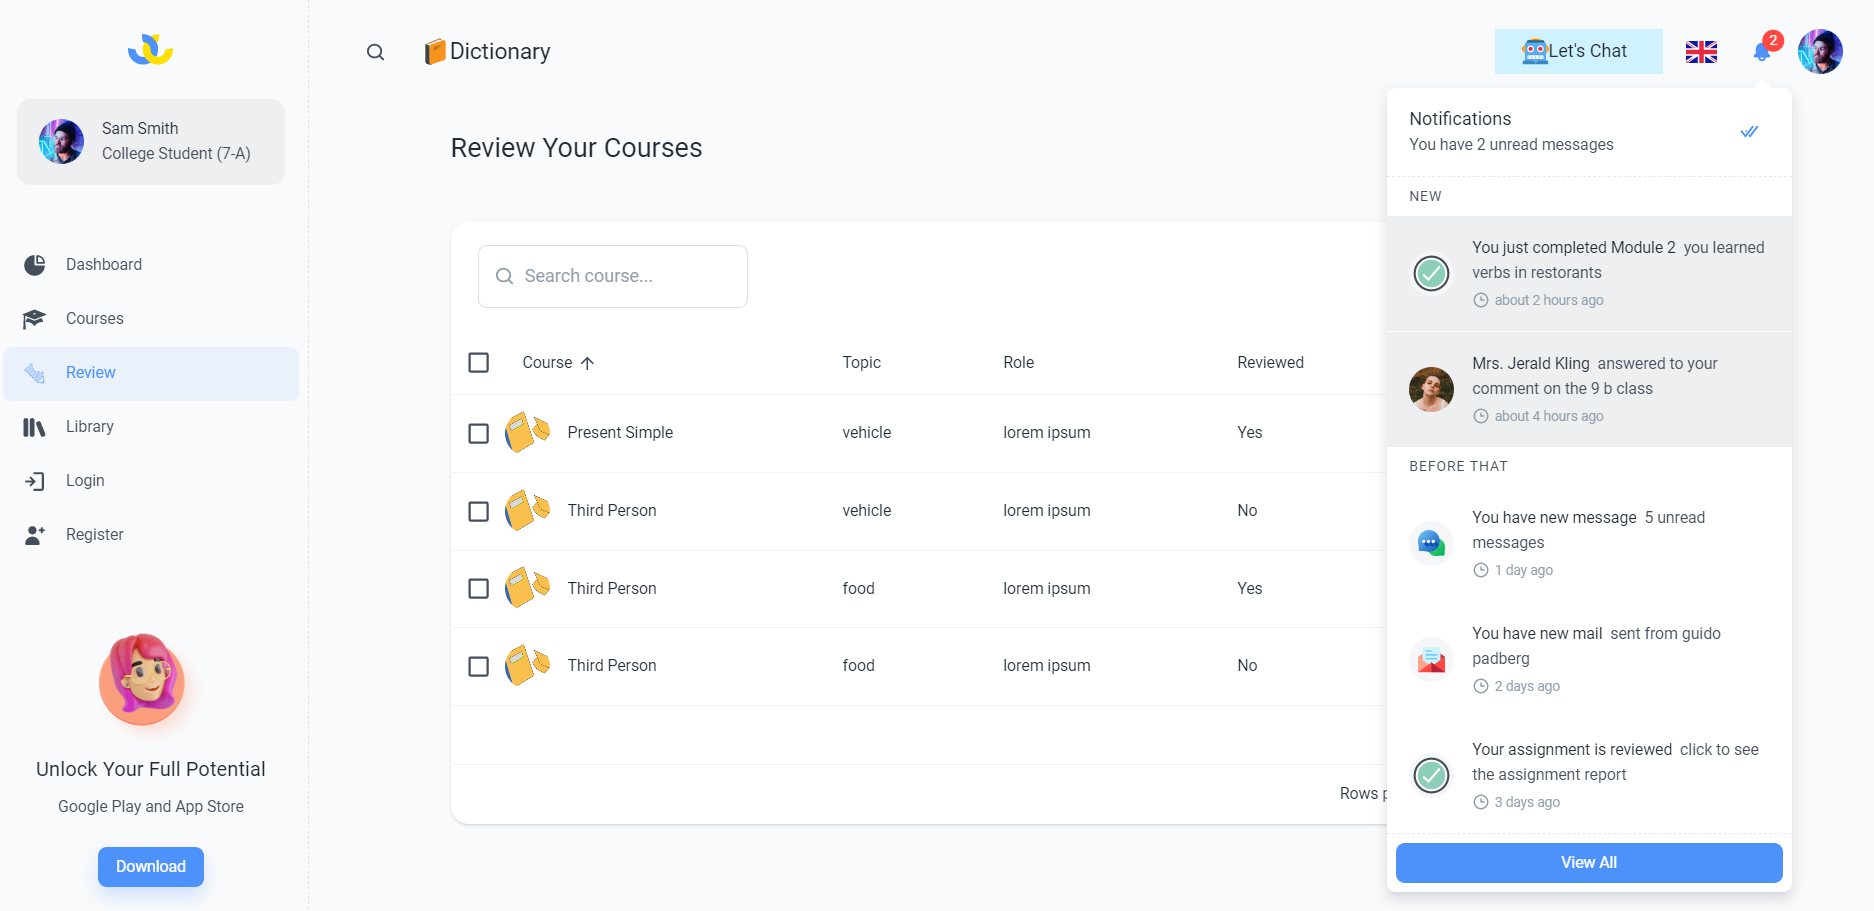 Dictionary
Let's Chat
2
Sam Smith
College Student (7-A)
Dashboard
Courses
Review
Library
Login
Register
Unlock Your Full Potential
Google Play and App Store
Download
Review Your Courses
Search course...
Course Topic Role Reviewed
Present Simple vehicle lorem ipsum Yes
Third Person vehicle lorem ipsum No
Third Person food lorem ipsum Yes
Third Person food lorem ipsum No
Rows p
Notifications
You have 2 unread messages
NEW
You just completed Module 2 you learned
verbs in restorants
about 2 hours ago
Mrs. Jerald Kling answered to your
comment on the 9 b class
about 4 hours ago
BEFORE THAT
You have new message 5 unread
messages
1 day ago
You have new mail sent from guido
padberg
2 days ago
Your assignment is reviewed click to see
the assignment report
3 days ago
View All